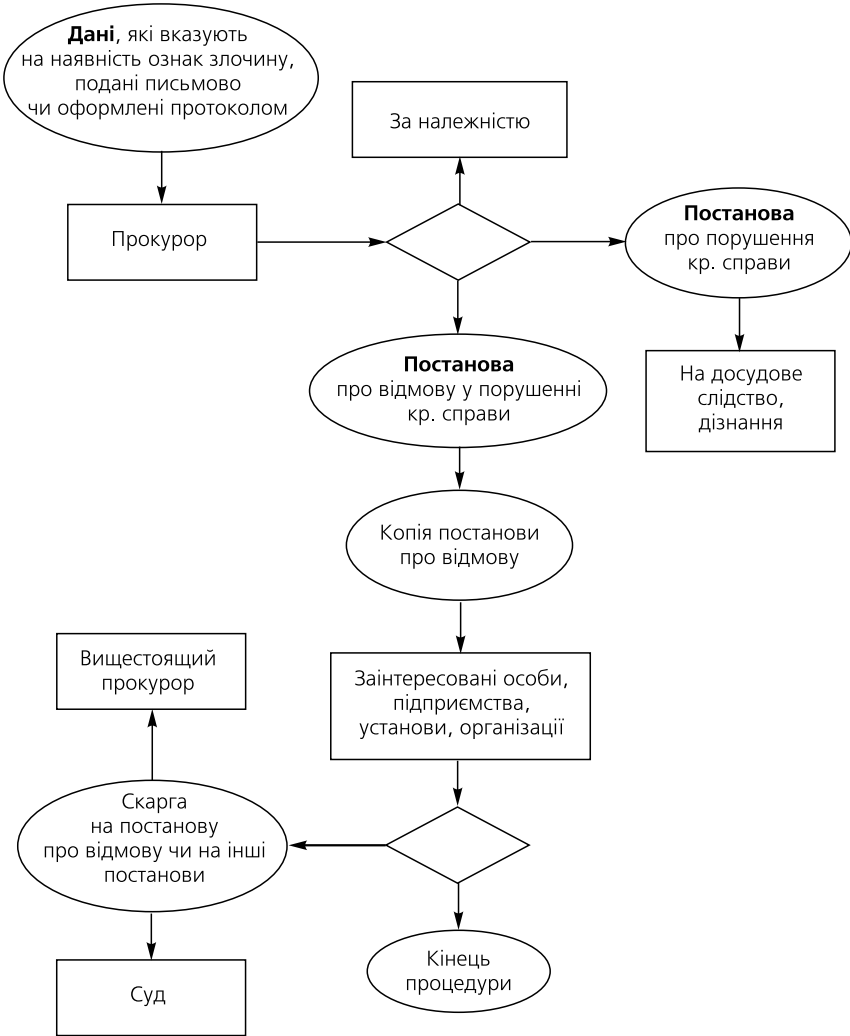 Дані, які вказують
на наявність ознак злочину,
подані письмово
чи оформлені протоколом
За належністю
Прокурор
Постанова
про порушення
кр. справи
Постанова
про відмову у порушенні
кр. справи
На досудове
слідство,
дізнання
Копія постанови
про відмову
Вищестоящий
прокурор
Заінтересовані особи,
підприємства,
установи, організації
Скарга
на постанову
про відмову чи на інші
постанови
Кінець
процедури
Суд